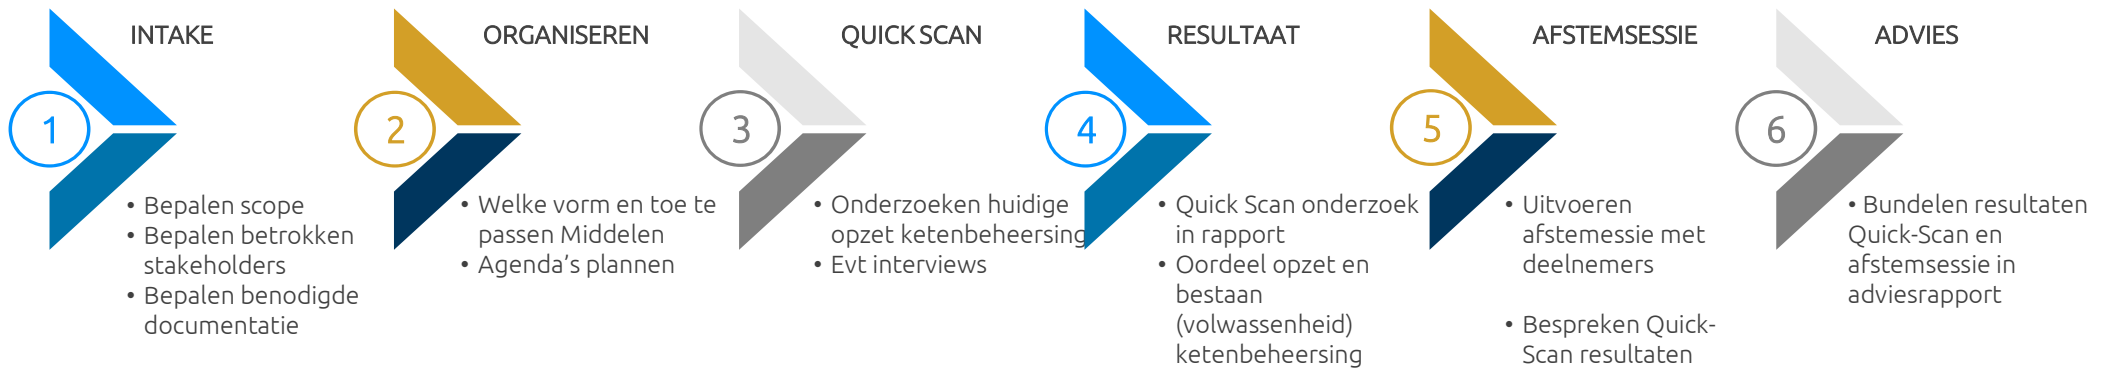 INTAKE
1
• Bepalen scope
• Bepalen betrokken
stakeholders
• Bepalen benodigde
documentatie
ORGANISEREN
2
• Welke vorm en toe te
passen Middelen
• Agenda's plannen
QUICK SCAN
3
• Onderzoeken huidige
opzet ketenbeheersing
• Evt interviews
RESULTAAT
4
• Quick Scan onderzoek
in rapport
• Oordeel opzet en
bestaan
(volwassenheid)
ketenbeheersing
AFSTEMSESSIE
5
• Uitvoeren
afstemessie met
deelnemers
• Bespreken Quick-
Scan resultaten
ADVIES
6
• Bundelen resultaten
Quick-Scan en
afstemsessie in
adviesrapport